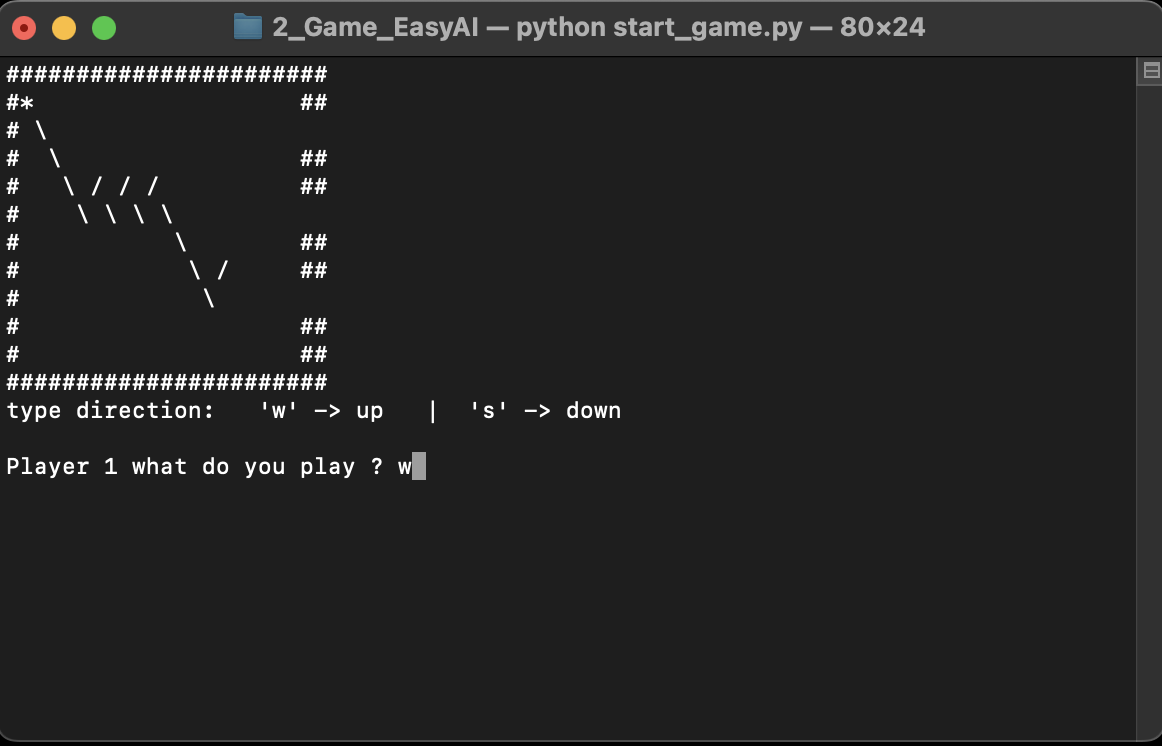 2_Game_EasyAI — python start_game.py — 80×24
#######################
#*                   ##
# \
#  \                 ##
#   \ / / /          ##
#    \ \ \ \
#           \        ##
#            \ /     ##
#             \
#                    ##
#                    ##
#######################
type direction:   'w' -> up   |  's' -> down
Player 1 what do you play ? w